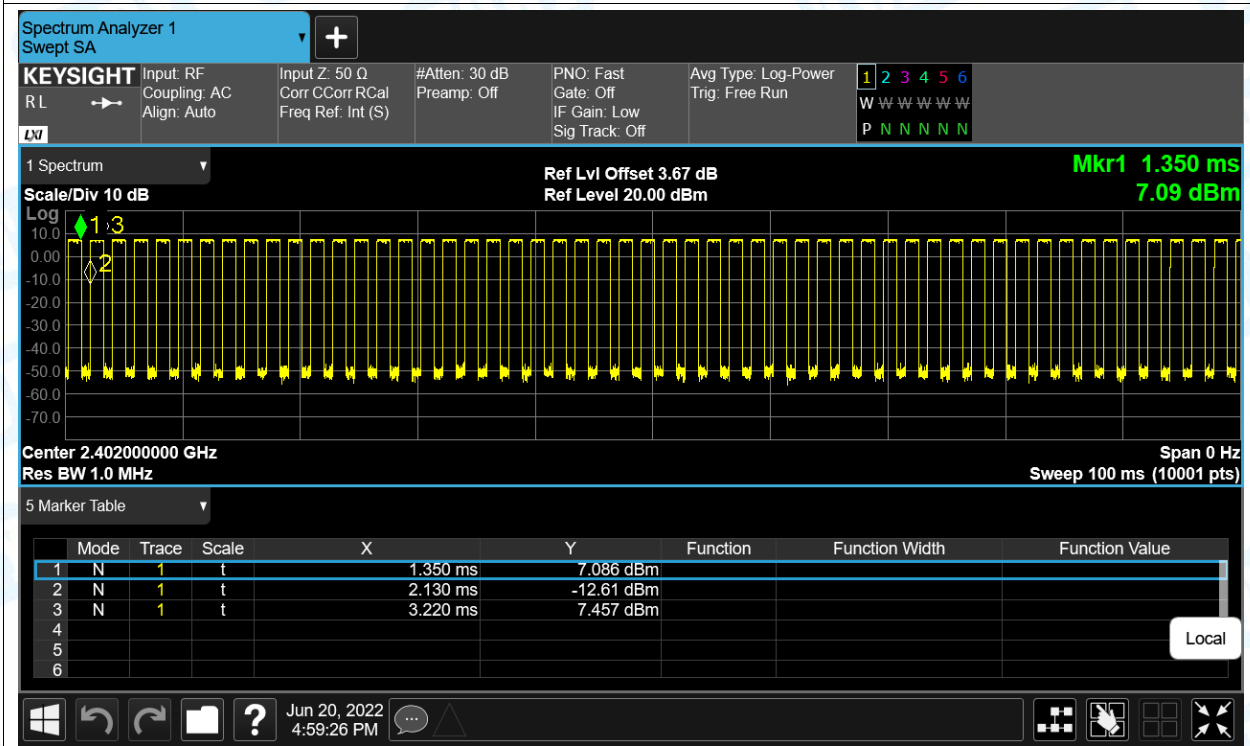 Spectrum Analyzer 1
Swept SA
KEYSIGHT
RL
LXI
Input: RF
Coupling: AC
Align: Auto
Input Z: 50 Ω
Corr CCorr RCal
Freq Ref: Int (S)
#Atten: 30 dB
Preamp: Off
PNO: Fast
Gate: Off
IF Gain: Low
Sig Track: Off
Avg Type: Log-Power
Trig: Free Run
1 2 3 4 5 6
W W W W W W
P N N N N N
1 Spectrum
Scale/Div 10 dB
Ref Lvl Offset 3.67 dB
Ref Level 20.00 dBm
Mkr1 1.350 ms
7.09 dBm
Log
1 3
2
10.0
0.00
-10.0
-20.0
-30.0
-40.0
-50.0
-60.0
-70.0
Center 2.402000000 GHz
Span 0 Hz
Res BW 1.0 MHz
Sweep 100 ms (10001 pts)
5 Marker Table
Mode Trace Scale X Y Function Function Width Function Value
1 N 1 t 1.350 ms 7.086 dBm
2 N 1 t 2.130 ms -12.61 dBm
3 N 1 t 3.220 ms 7.457 dBm
4
5
6
Local
?
Jun 20, 2022
4:59:26 PM